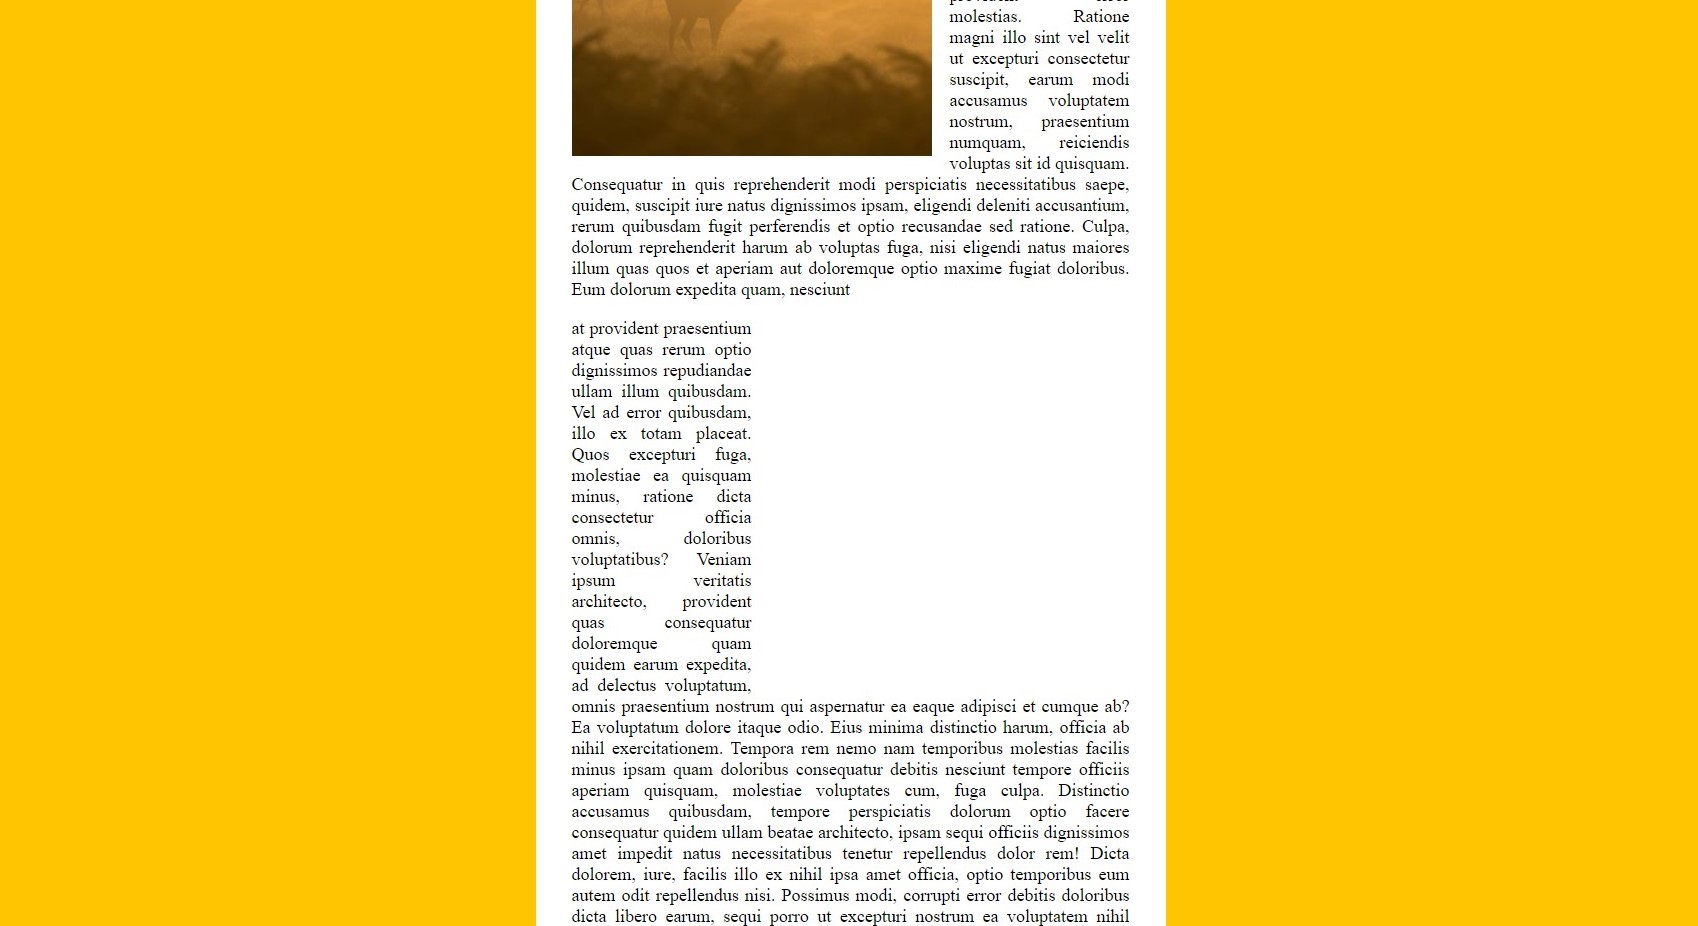 molestias. Ratione
magni illo sint vel velit
ut excepturi consectetur
suscipit, earum modi
accusamus voluptatem
nostrum, praesentium
numquam, reiciendis
voluptas sit id quisquam.
Consequatur in quis reprehenderit modi perspiciatis necessitatibus saepe,
quidem, suscipit iure natus dignissimos ipsam, eligendi deleniti accusantium,
rerum quibusdam fugit perferendis et optio recusandae sed ratione. Culpa,
dolorum reprehenderit harum ab voluptas fuga, nisi eligendi natus maiores
illum quas quos et aperiam aut doloremque optio maxime fugiat doloribus.
Eum dolorum expedita quam, nesciunt
at provident praesentium
atque quas rerum optio
dignissimos repudiandae
ullam illum quibusdam.
Vel ad error quibusdam,
illo ex totam placeat.
Quos excepturi fuga,
molestiae ea quisquam
minus, ratione dicta
consectetur officia
omnis, doloribus
voluptatibus? Veniam
ipsum veritatis
architecto, provident
quas consequatur
doloremque quam
quidem earum expedita,
ad delectus voluptatum,
omnis praesentium nostrum qui aspernatur ea eaque adipisci et cumque ab?
Ea voluptatum dolore itaque odio. Eius minima distinctio harum, officia ab
nihil exercitationem. Tempora rem nemo nam temporibus molestias facilis
minus ipsam quam doloribus consequatur debitis nesciunt tempore officiis
aperiam quisquam, molestiae voluptates cum, fuga culpa. Distinctio
accusamus quibusdam, tempore perspiciatis dolorum optio facere
consequatur quidem ullam beatae architecto, ipsam sequi officiis dignissimos
amet impedit natus necessitatibus tenetur repellendus dolor rem! Dicta
dolorem, iure, facilis illo ex nihil ipsa amet officia, optio temporibus eum
autem odit repellendus nisi. Possimus modi, corrupti error debitis doloribus
dicta libero earum, sequi porro ut excepturi nostrum ea voluptatem nihil